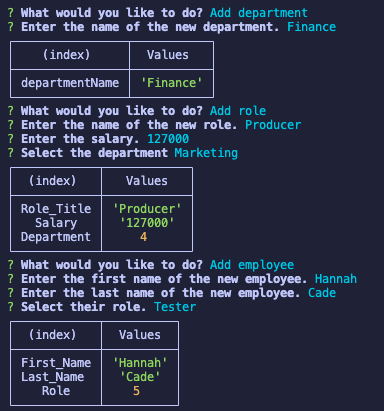 ? What would you like to do? Add department
? Enter the name of the new department. Finance
(index) Values
departmentName 'Finance'
? What would you like to do? Add role
? Enter the name of the new role. Producer
? Enter the salary. 127000
? Select the department Marketing
(index) Values
Role_Title 'Producer'
Salary '127000'
Department 4
? What would you like to do? Add employee
? Enter the first name of the new employee. Hannah
? Enter the last name of the new employee. Cade
? Select their role. Tester
(index) Values
First_Name 'Hannah'
Last_Name 'Cade'
Role 5